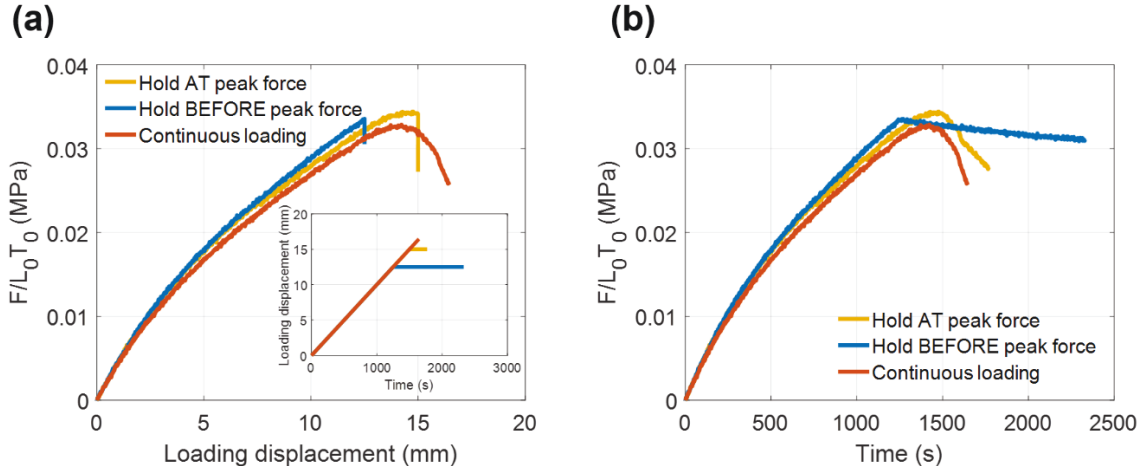 (a)
0.04
0.03
0.02
0.01
0
F/L₀T₀ (MPa)
Hold AT peak force
Hold BEFORE peak force
Continuous loading
20
15
10
5
0
Loading displacement (mm)
0 1000 2000 3000
Time (s)
0 5 10 15 20
Loading displacement (mm)
(b)
0.04
0.03
0.02
0.01
0
F/L₀T₀ (MPa)
Hold AT peak force
Hold BEFORE peak force
Continuous loading
0 500 1000 1500 2000 2500
Time (s)